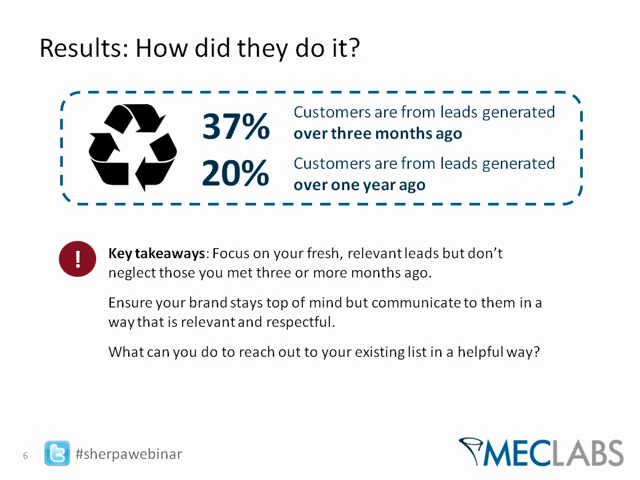 Results: How did they do it?
37% Customers are from leads generated
over three months ago
20% Customers are from leads generated
over one year ago
! Key takeaways: Focus on your fresh, relevant leads but don't
neglect those you met three or more months ago.
Ensure your brand stays top of mind but communicate to them in a
way that is relevant and respectful.
What can you do to reach out to your existing list in a helpful way?
6 #sherpawebinar
MECLABS